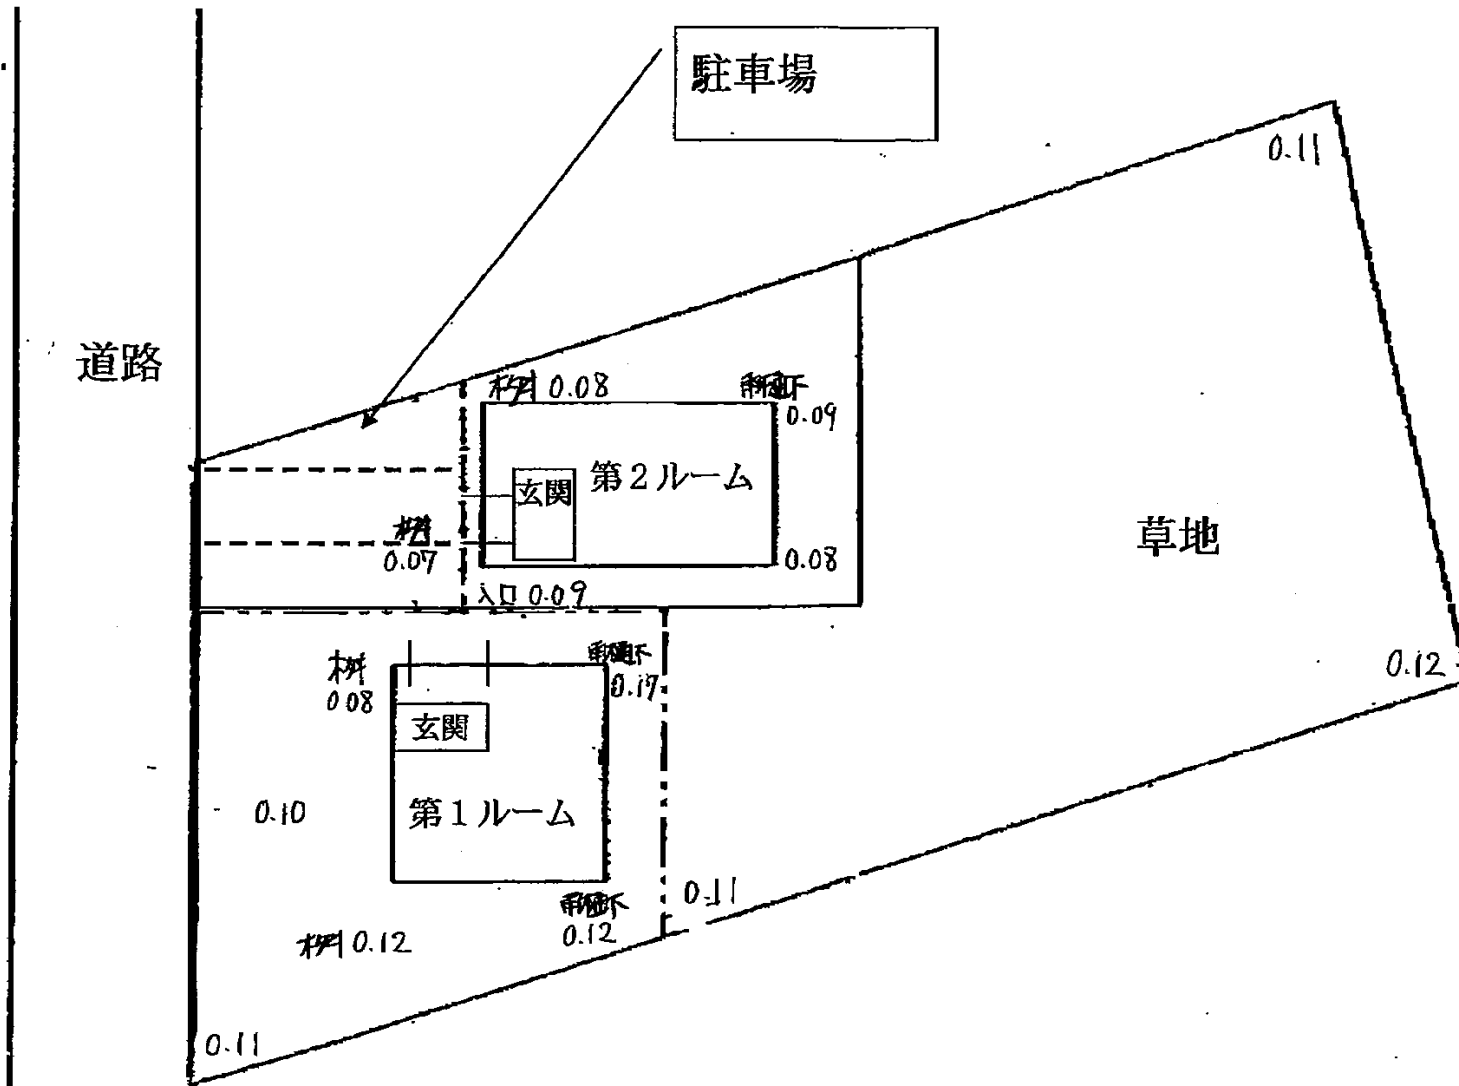 駐車場
0.11
道路
桝 0.08
雨樋下
0.09
第2ルーム
玄関
草地
桝
0.07
0.08
入口 0.09
桝
0.08
雨樋下
0.17
0.12
玄関
0.10
第1ルーム
0.11
雨樋下
0.12
桝 0.12
0.11